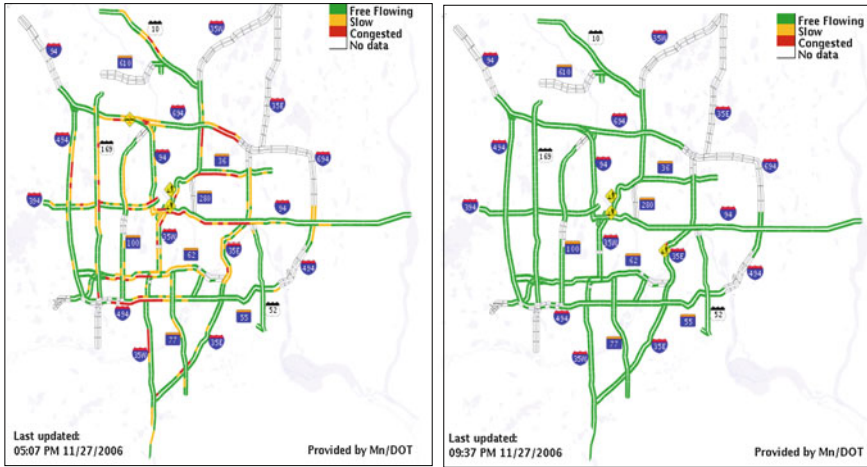 Free Flowing
Slow
Congested
No data
35W
10
94
610
35E
694
494
169
94
36
694
394
280
94
100
35W
62
35E
494
494
55
52
77
35W
35E
Last updated:
05:07 PM 11/27/2006
Provided by Mn/DOT
Free Flowing
Slow
Congested
No data
35W
10
94
610
35E
694
494
169
94
36
694
394
280
94
100
35W
62
35E
494
494
55
52
77
35W
35E
Last updated:
09:37 PM 11/27/2006
Provided by Mn/DOT